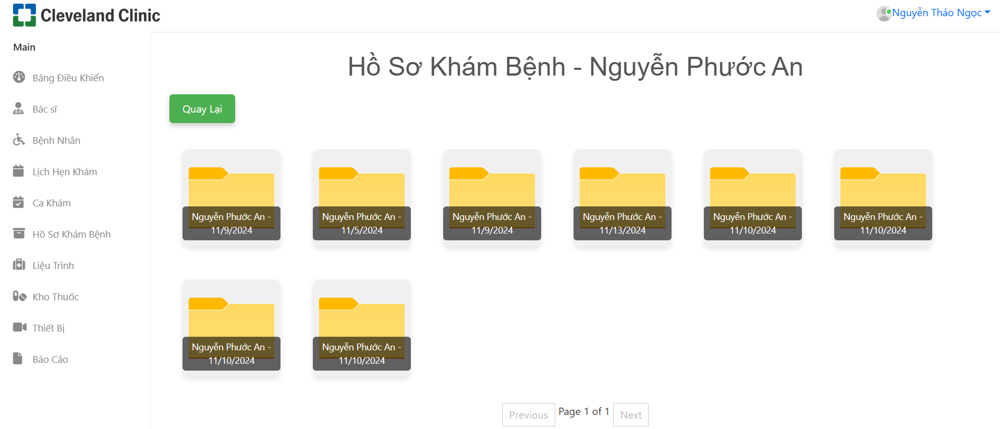 Cleveland Clinic
Nguyễn Thảo Ngọc
Main
Bảng Điều Khiển
Bác sĩ
Bệnh Nhân
Lịch Hẹn Khám
Ca Khám
Hồ Sơ Khám Bệnh
Liệu Trình
Kho Thuốc
Thiết Bị
Báo Cáo
Hồ Sơ Khám Bệnh - Nguyễn Phước An
Quay Lại
Nguyễn Phước An -
11/9/2024
Nguyễn Phước An -
11/5/2024
Nguyễn Phước An -
11/9/2024
Nguyễn Phước An -
11/13/2024
Nguyễn Phước An -
11/10/2024
Nguyễn Phước An -
11/10/2024
Nguyễn Phước An -
11/10/2024
Nguyễn Phước An -
11/10/2024
Previous Page 1 of 1 Next